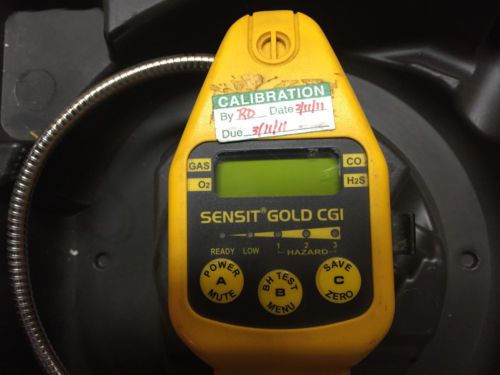 CALIBRATION
By RD Date 3/11/11
Due 3/11/11
GAS
CO
O2
H2S
SENSIT® GOLD CGI
READY LOW 1 2 3
HAZARD
POWER
A
MUTE
BH TEST
B
MENU
SAVE
C
ZERO